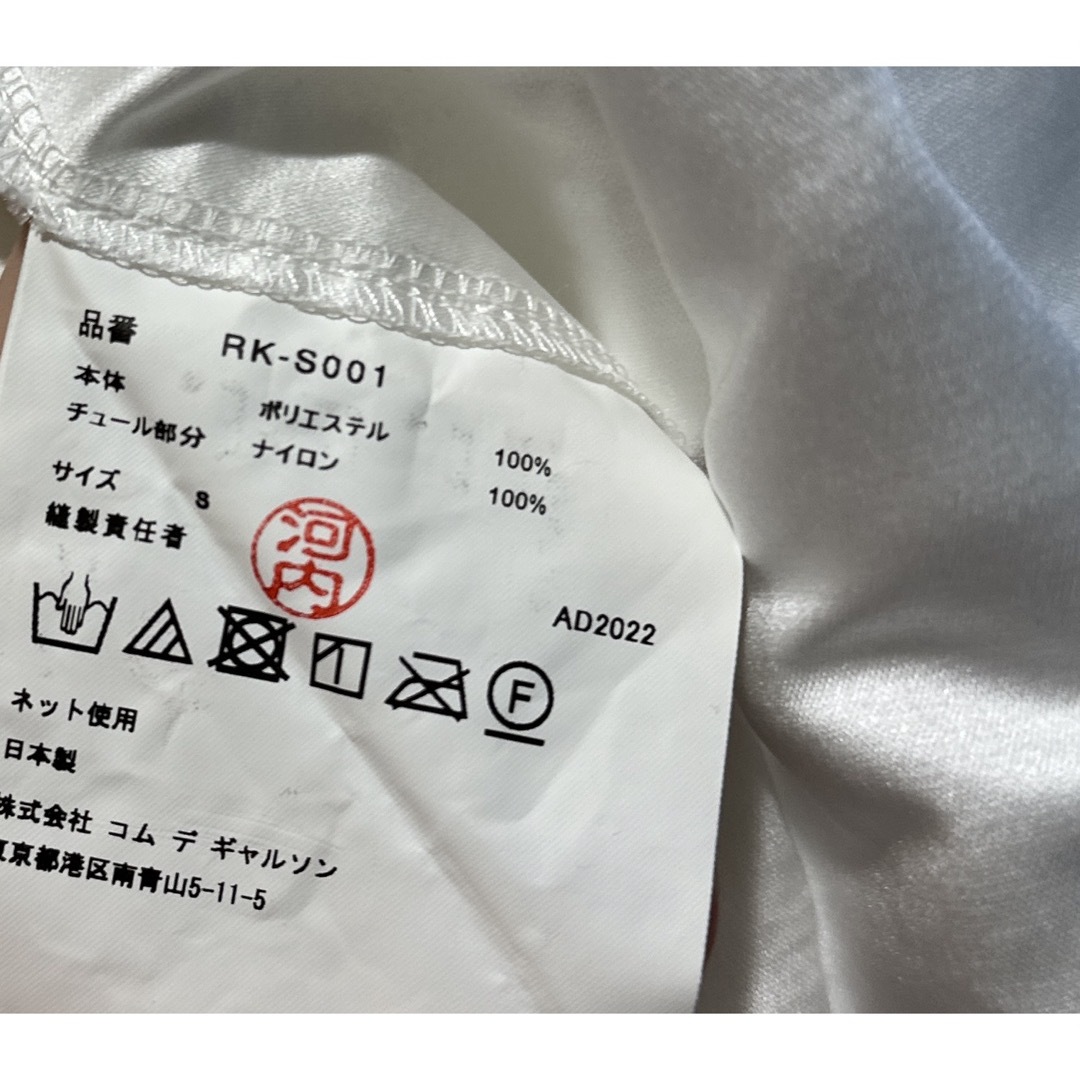 品番 RK-S001
本体 ポリエステル 100%
チュール部分 ナイロン 100%
サイズ S
縫製責任者 河内
AD2022
F
ネット使用
日本製
株式会社 コム デ ギャルソン
東京都港区南青山5-11-5